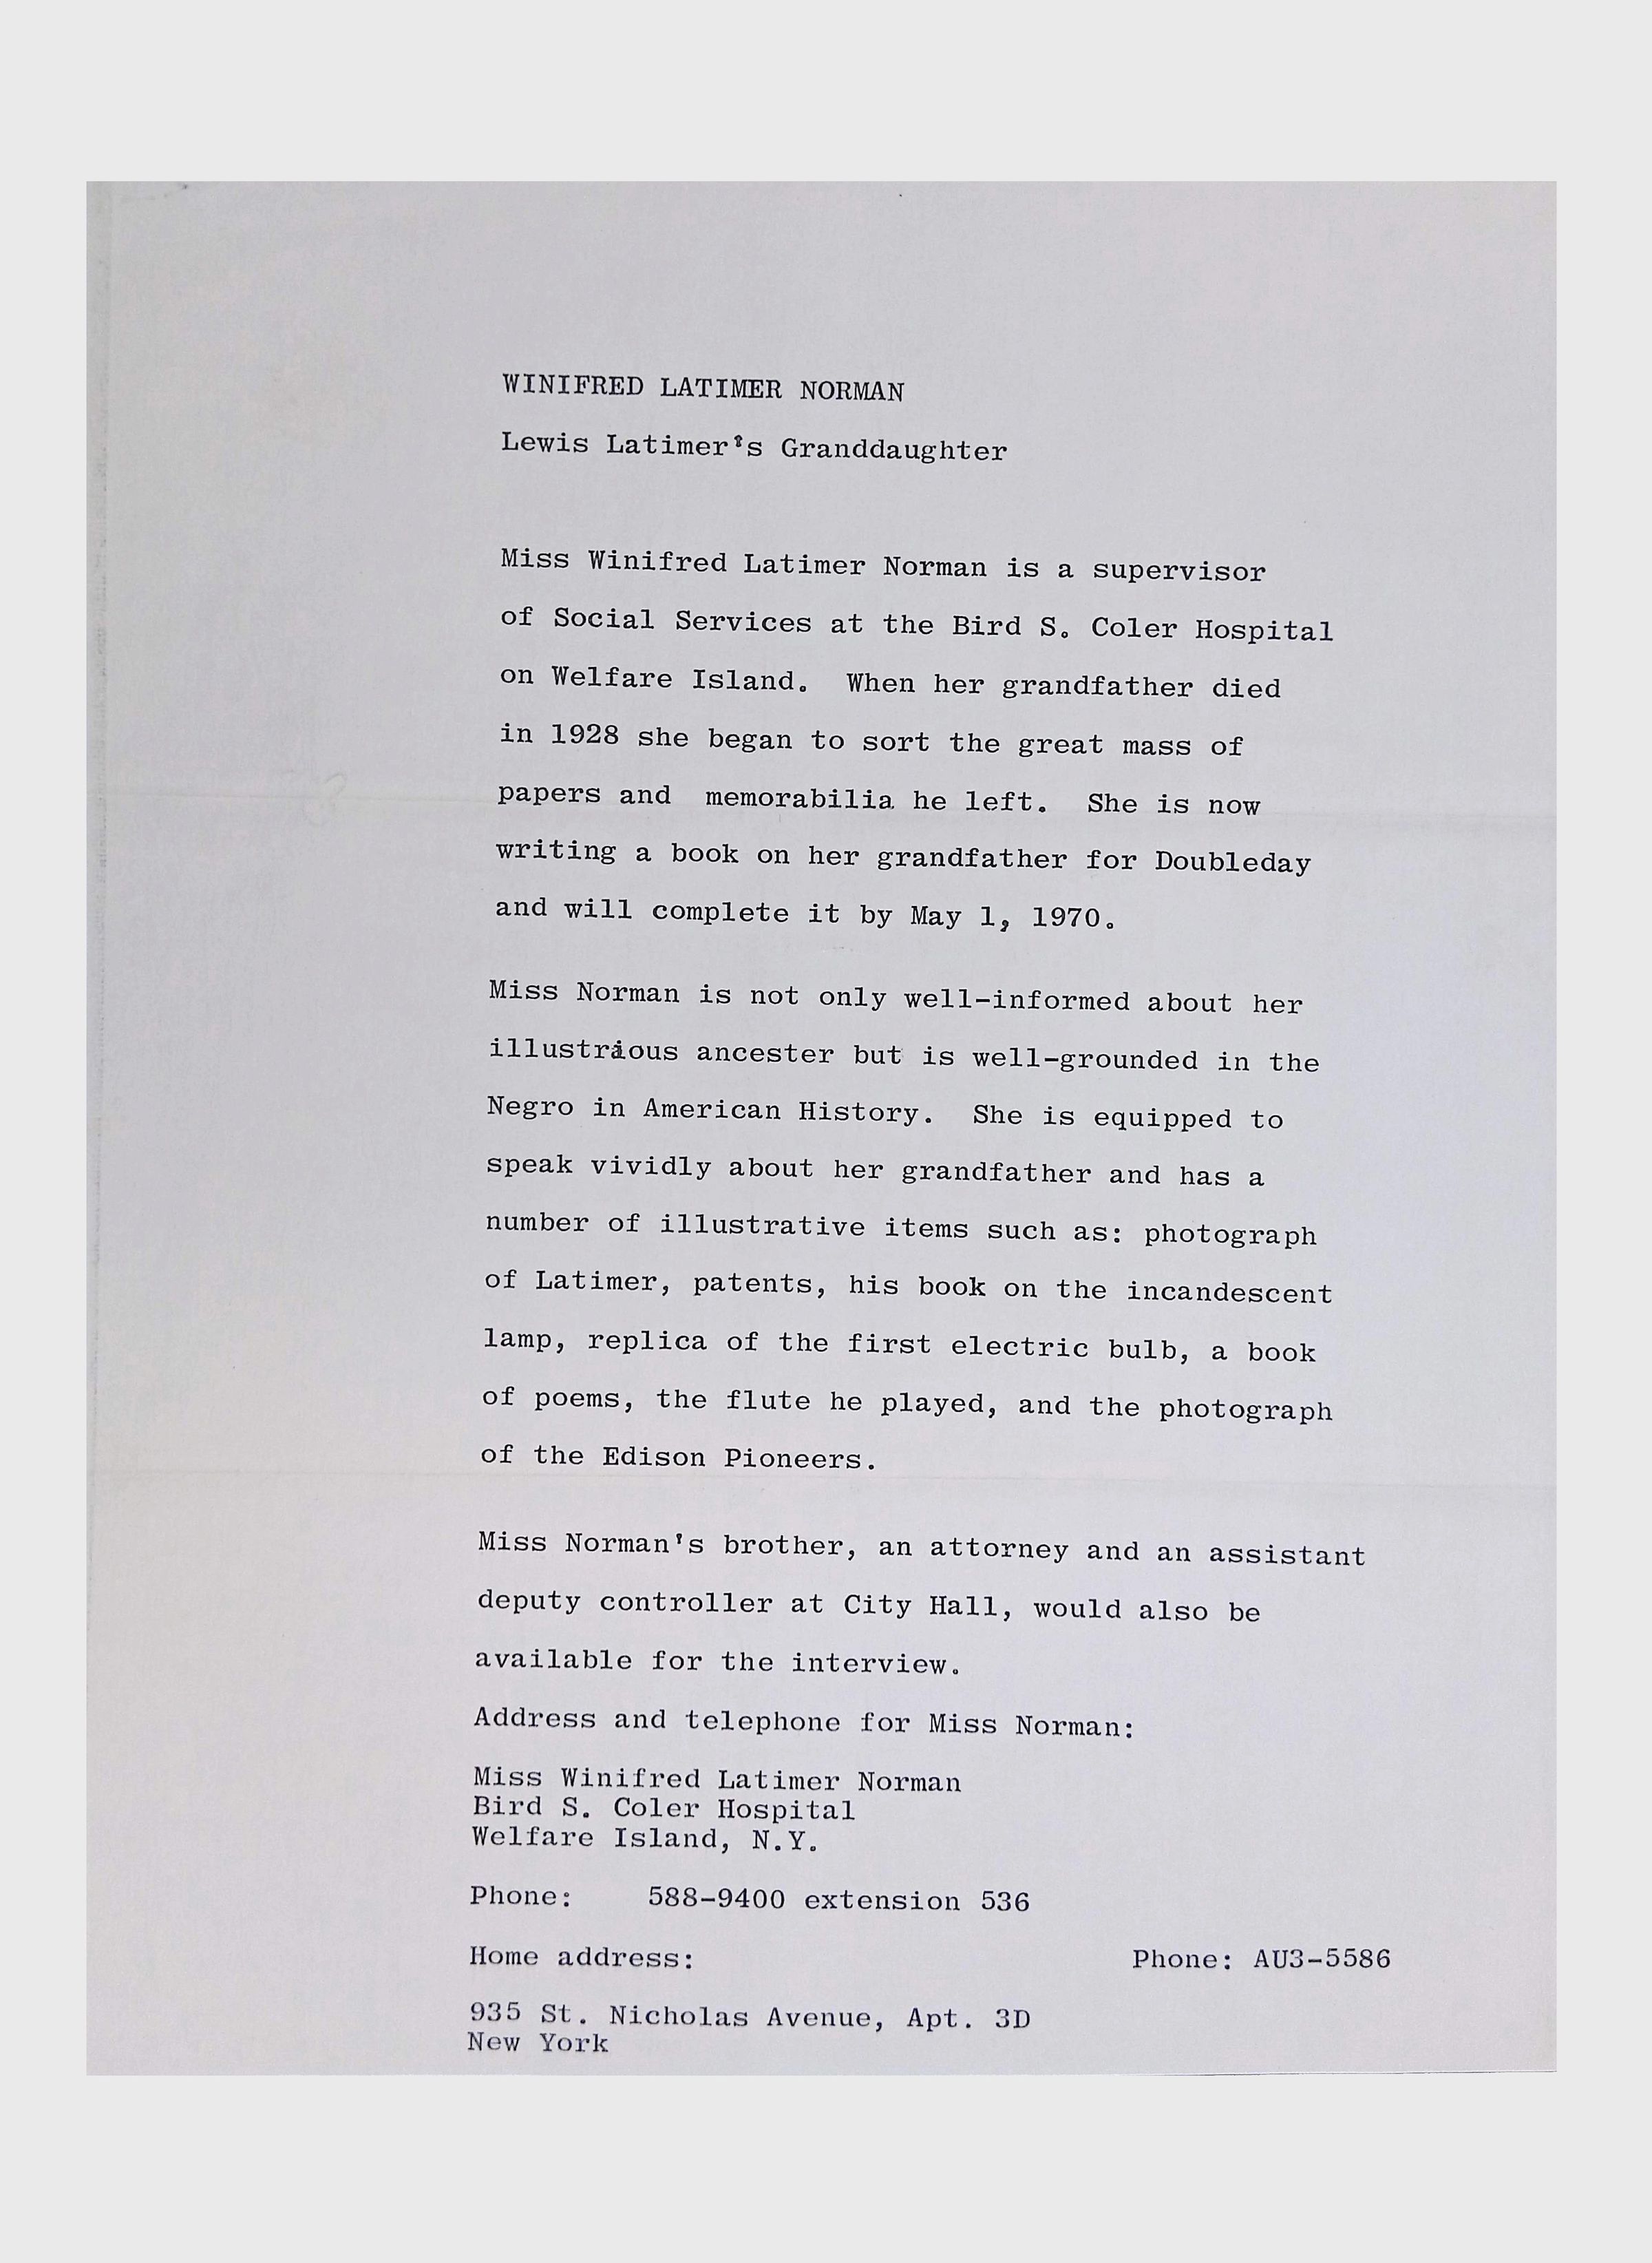 WINIFRED LATIMER NORMAN
Lewis Latimer's Granddaughter
Miss Winifred Latimer Norman is a supervisor
of Social Services at the Bird S. Coler Hospital
on Welfare Island.  When her grandfather died
in 1928 she began to sort the great mass of
papers and  memorabilia he left.  She is now
writing a book on her grandfather for Doubleday
and will complete it by May 1, 1970.
Miss Norman is not only well-informed about her
illustrious ancester but is well-grounded in the
Negro in American History.  She is equipped to
speak vividly about her grandfather and has a
number of illustrative items such as: photograph
of Latimer, patents, his book on the incandescent
lamp, replica of the first electric bulb, a book
of poems, the flute he played, and the photograph
of the Edison Pioneers.
Miss Norman's brother, an attorney and an assistant
deputy controller at City Hall, would also be
available for the interview.
Address and telephone for Miss Norman:
Miss Winifred Latimer Norman
Bird S. Coler Hospital
Welfare Island, N.Y.
Phone:    588-9400 extension 536
Home address:    Phone: AU3-5586
935 St. Nicholas Avenue, Apt. 3D
New York